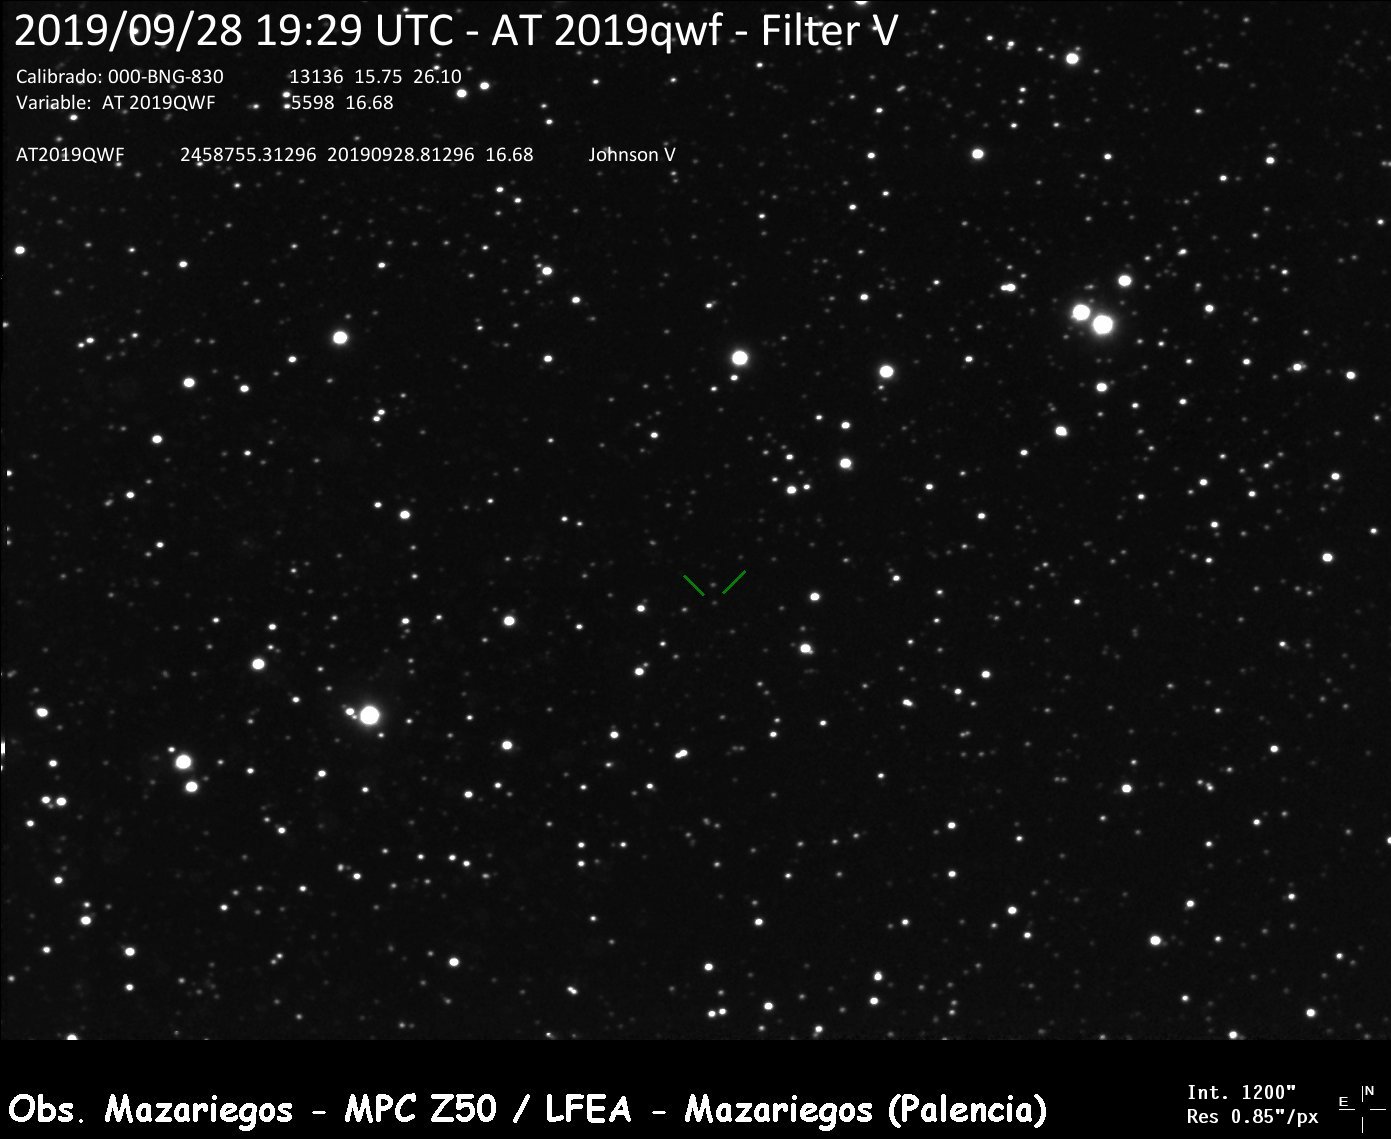 2019/09/28 19:29 UTC - AT 2019qwf - Filter V
Calibrado: 000-BNG-830 13136 15.75 26.10
Variable: AT 2019QWF 5598 16.68
AT2019QWF 2458755.31296 20190928.81296 16.68 Johnson V
Obs. Mazariegos - MPC Z50 / LFEA - Mazariegos (Palencia)
Int. 1200"
Res 0.85"/px
N
E